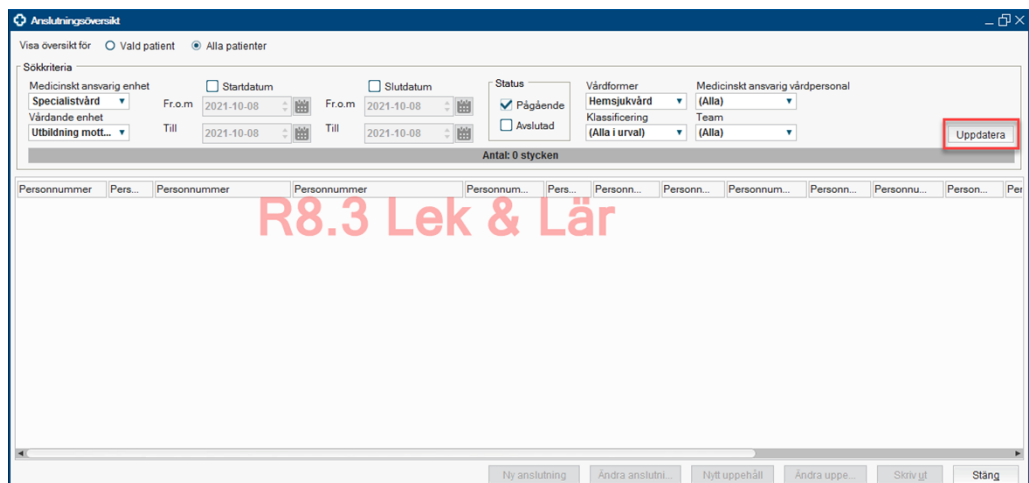 Anslutningsöversikt
Visa översikt för Vald patient Alla patienter
Sökkriteria
Medicinskt ansvarig enhet Startdatum Slutdatum Status Vårdformer Medicinskt ansvarig vårdpersonal
Specialistvård Fr.o.m 2021-10-08 Fr.o.m 2021-10-08 Pågående Hemsjukvård (Alla)
Vårdande enhet Klassificering Team
Utbildning mott... Till 2021-10-08 Till 2021-10-08 Avslutad (Alla i urval) (Alla) Uppdatera
Antal: 0 stycken
Personnummer Pers... Personnummer Personnummer Personnum... Pers... Personn... Personn... Personnum... Personn... Personnu... Person... Per
R8.3 Lek & Lär
Ny anslutning Ändra anslutni... Nytt uppehåll Ändra uppe... Skriv ut Stäng